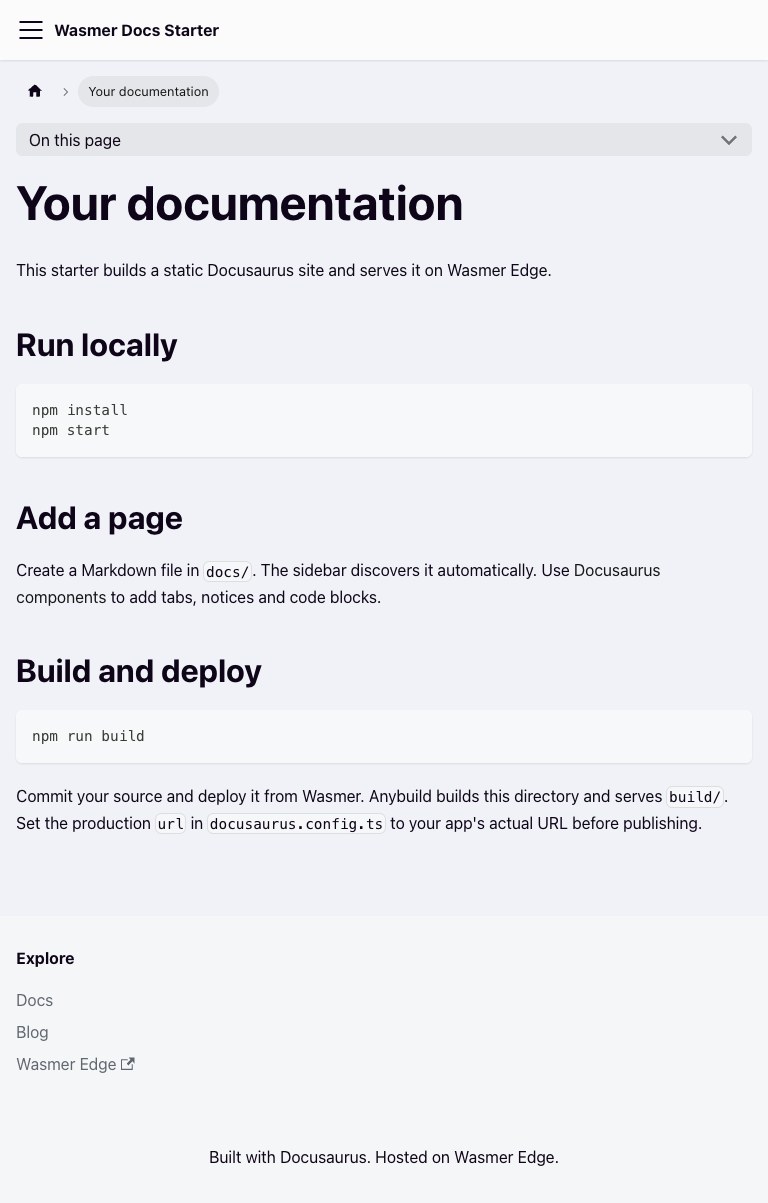 Wasmer Docs Starter
Your documentation
On this page
Your documentation
This starter builds a static Docusaurus site and serves it on Wasmer Edge.
Run locally
npm install
npm start
Add a page
Create a Markdown file in docs/. The sidebar discovers it automatically. Use Docusaurus
components to add tabs, notices and code blocks.
Build and deploy
npm run build
Commit your source and deploy it from Wasmer. Anybuild builds this directory and serves build/.
Set the production url in docusaurus.config.ts to your app's actual URL before publishing.
Explore
Docs
Blog
Wasmer Edge
Built with Docusaurus. Hosted on Wasmer Edge.